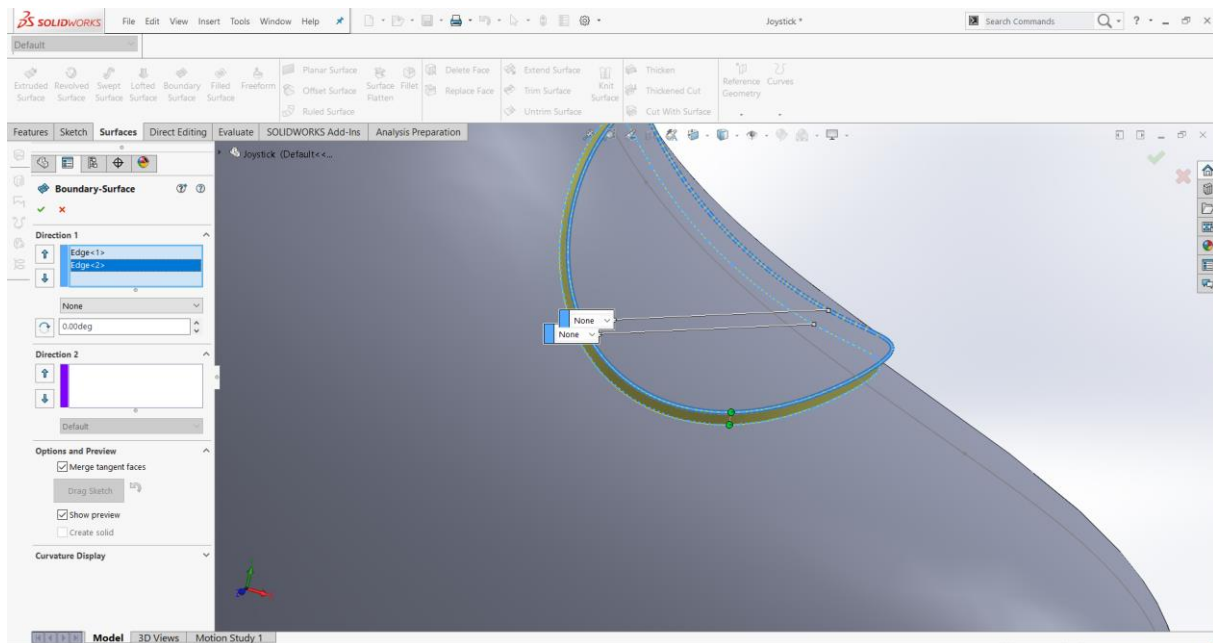 SOLIDWORKS File Edit View Insert Tools Window Help Joystick * Search Commands ?
Default
Extruded Surface Revolved Surface Swept Surface Lofted Surface Boundary Surface Filled Surface Freeform
Planar Surface
Offset Surface
Ruled Surface
Surface Flatten
Fillet
Delete Face
Replace Face
Extend Surface
Trim Surface
Untrim Surface
Knit Surface
Thicken
Thickened Cut
Cut With Surface
Reference Geometry
Curves
Features Sketch Surfaces Direct Editing Evaluate SOLIDWORKS Add-Ins Analysis Preparation
Joystick (Default<<...
Boundary-Surface
Direction 1
Edge<1>
Edge<2>
None
0.00deg
Direction 2
Default
Options and Preview
Merge tangent faces
Drag Sketch
Show preview
Create solid
Curvature Display
None
None
Model 3D Views Motion Study 1